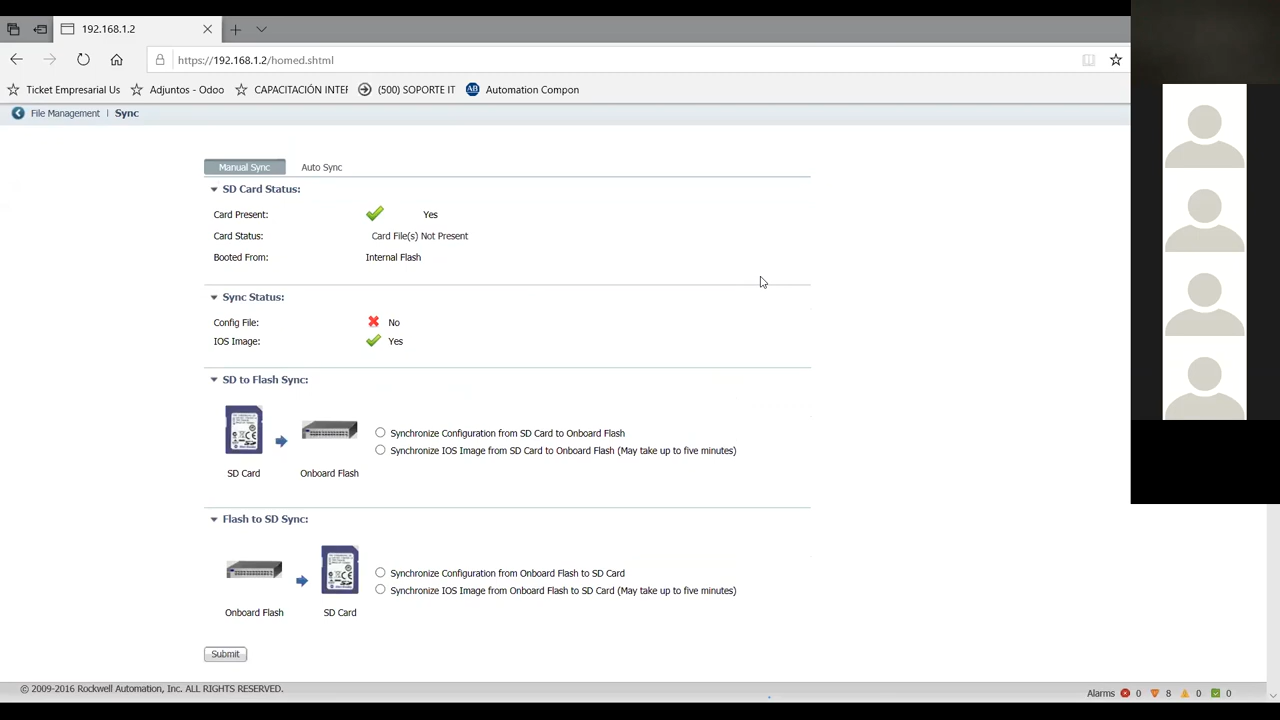 192.168.1.2
https://192.168.1.2/homed.shtml
Ticket Empresarial Us Adjuntos - Odoo CAPACITACIÓN INTEF (500) SOPORTE IT AB Automation Compon
File Management | Sync
Manual Sync Auto Sync
SD Card Status:
Card Present: Yes
Card Status: Card File(s) Not Present
Booted From: Internal Flash
Sync Status:
Config File: No
IOS Image: Yes
SD to Flash Sync:
Synchronize Configuration from SD Card to Onboard Flash
Synchronize IOS Image from SD Card to Onboard Flash (May take up to five minutes)
SD Card Onboard Flash
Flash to SD Sync:
Synchronize Configuration from Onboard Flash to SD Card
Synchronize IOS Image from Onboard Flash to SD Card (May take up to five minutes)
Onboard Flash SD Card
Submit
© 2009-2016 Rockwell Automation, Inc. ALL RIGHTS RESERVED. Alarms 0 8 0 0